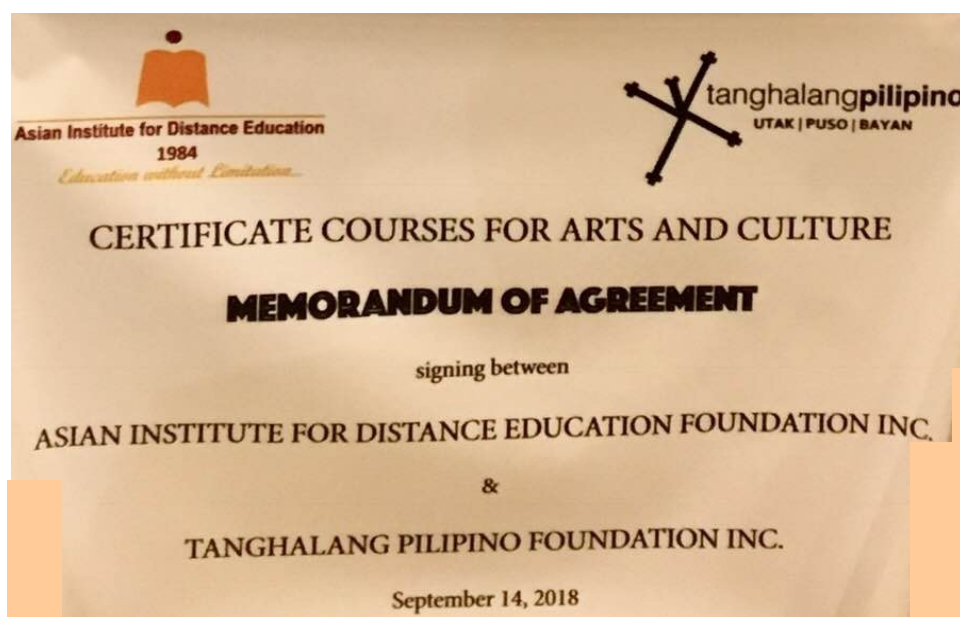 Asian Institute for Distance Education
1984
Education without Limitation...
tanghalangpilipino
UTAK | PUSO | BAYAN
CERTIFICATE COURSES FOR ARTS AND CULTURE
MEMORANDUM OF AGREEMENT
signing between
ASIAN INSTITUTE FOR DISTANCE EDUCATION FOUNDATION INC.
&
TANGHALANG PILIPINO FOUNDATION INC.
September 14, 2018